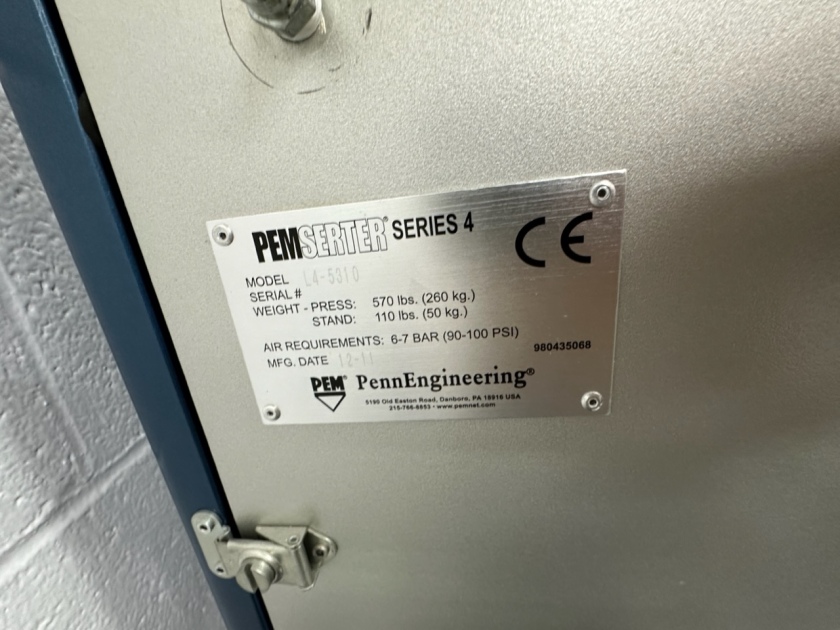 PEMSERTER® SERIES 4
CE
MODEL L4-5310
SERIAL #
WEIGHT - PRESS: 570 lbs. (260 kg.)
STAND: 110 lbs. (50 kg.)
AIR REQUIREMENTS: 6-7 BAR (90-100 PSI)
MFG. DATE 12-11
980435068
PEM® PennEngineering®
5190 Old Easton Road, Danboro, PA 18916 USA
215-766-8853 · www.pemnet.com